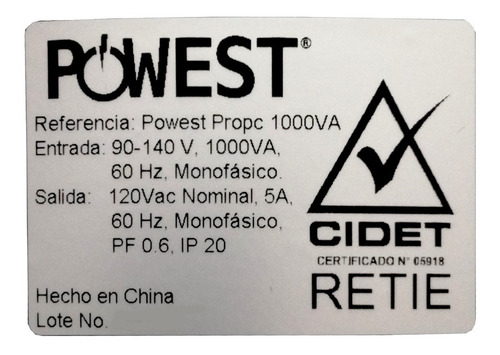 POWEST®
Referencia: Powest Propc 1000VA
Entrada: 90-140 V, 1000VA,
60 Hz, Monofásico.
Salida: 120Vac Nominal, 5A,
60 Hz, Monofásico,
PF 0.6, IP 20
Hecho en China
Lote No.
CIDET
CERTIFICADO N° 05918
RETIE